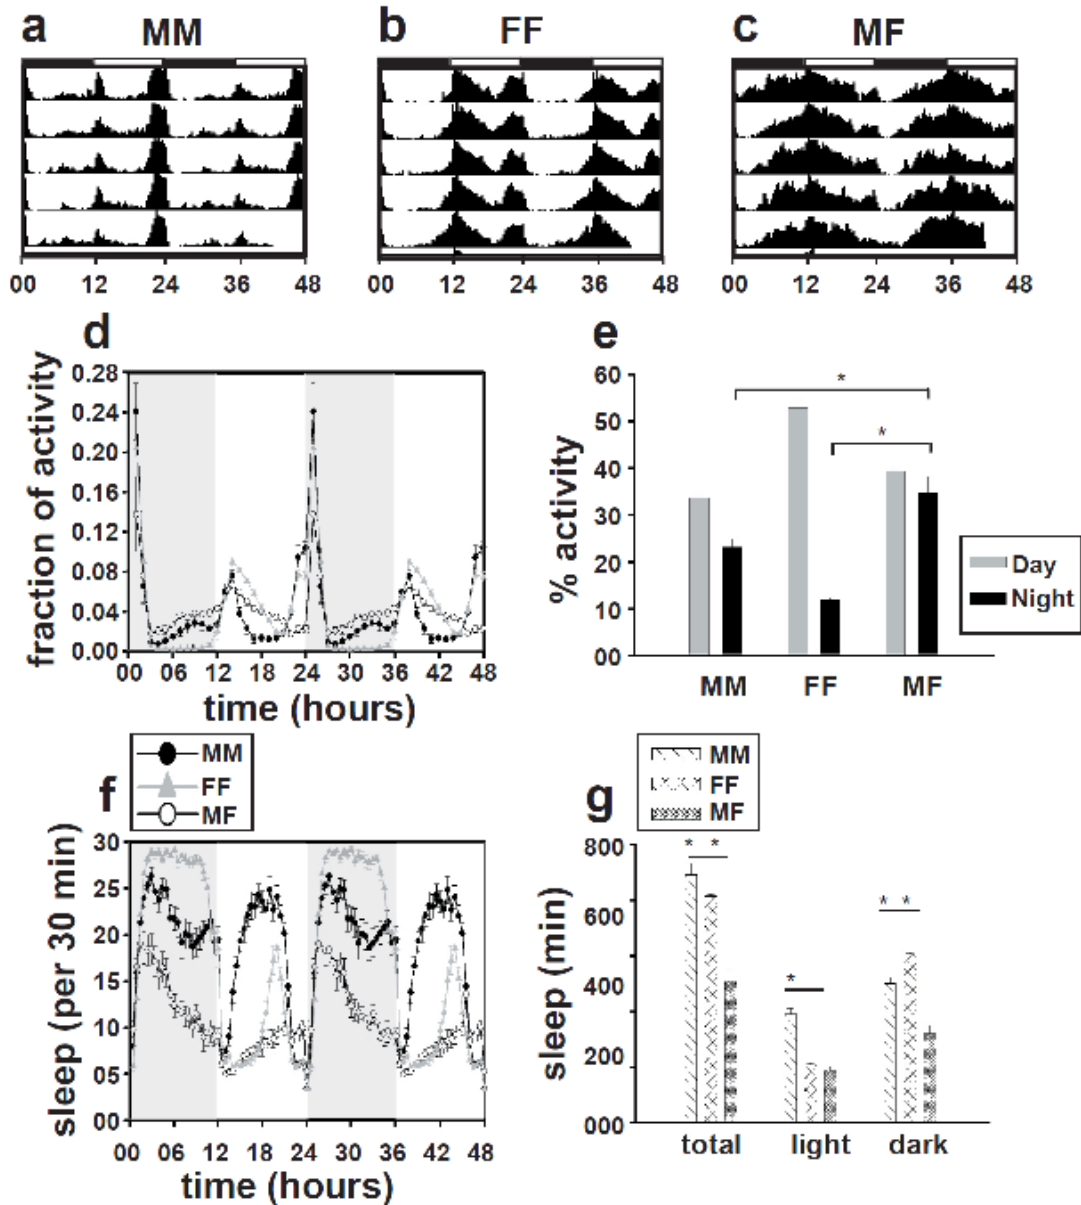 a MM b FF c MF
00 12 24 36 48 00 12 24 36 48 00 12 24 36 48
d e
fraction of activity
0.28
0.24
0.20
0.16
0.12
0.08
0.04
0.00
00 06 12 18 24 30 36 42 48
time (hours)
% activity
60
50
40
30
20
10
00
* *
MM FF MF
Day
Night
f
MM
FF
MF
sleep (per 30 min)
30
25
20
15
10
05
00
00 06 12 18 24 30 36 42 48
time (hours)
g
MM
FF
MF
sleep (min)
800
600
400
200
000
* *
*
* *
total light dark